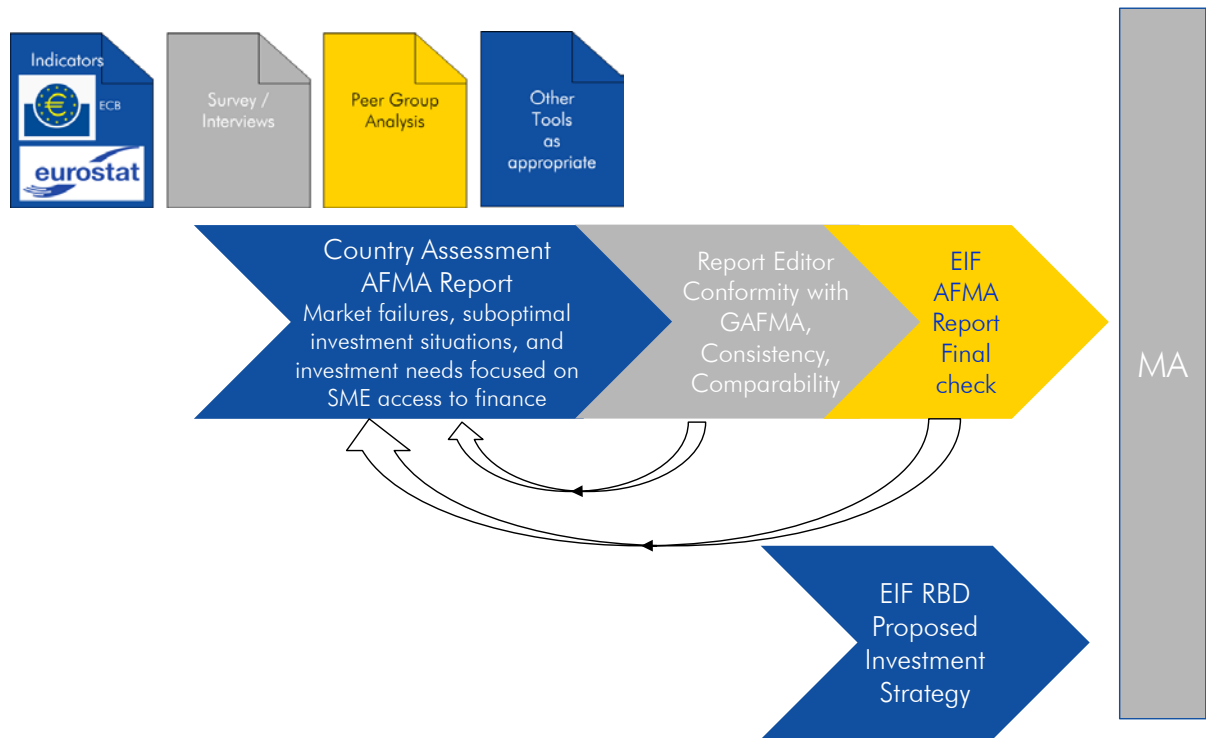 Indicators
ECB
eurostat
Survey /
Interviews
Peer Group
Analysis
Other
Tools
as
appropriate
Country Assessment
AFMA Report
Market failures, suboptimal
investment situations, and
investment needs focused on
SME access to finance
Report Editor
Conformity with
GAFMA,
Consistency,
Comparability
EIF
AFMA
Report
Final
check
MA
EIF RBD
Proposed
Investment
Strategy